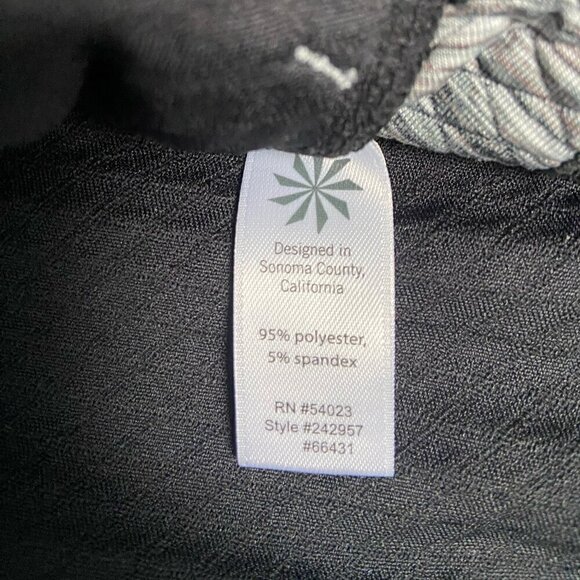 Designed in
Sonoma County,
California
95% polyester,
5% spandex
RN #54023
Style #242957
#66431